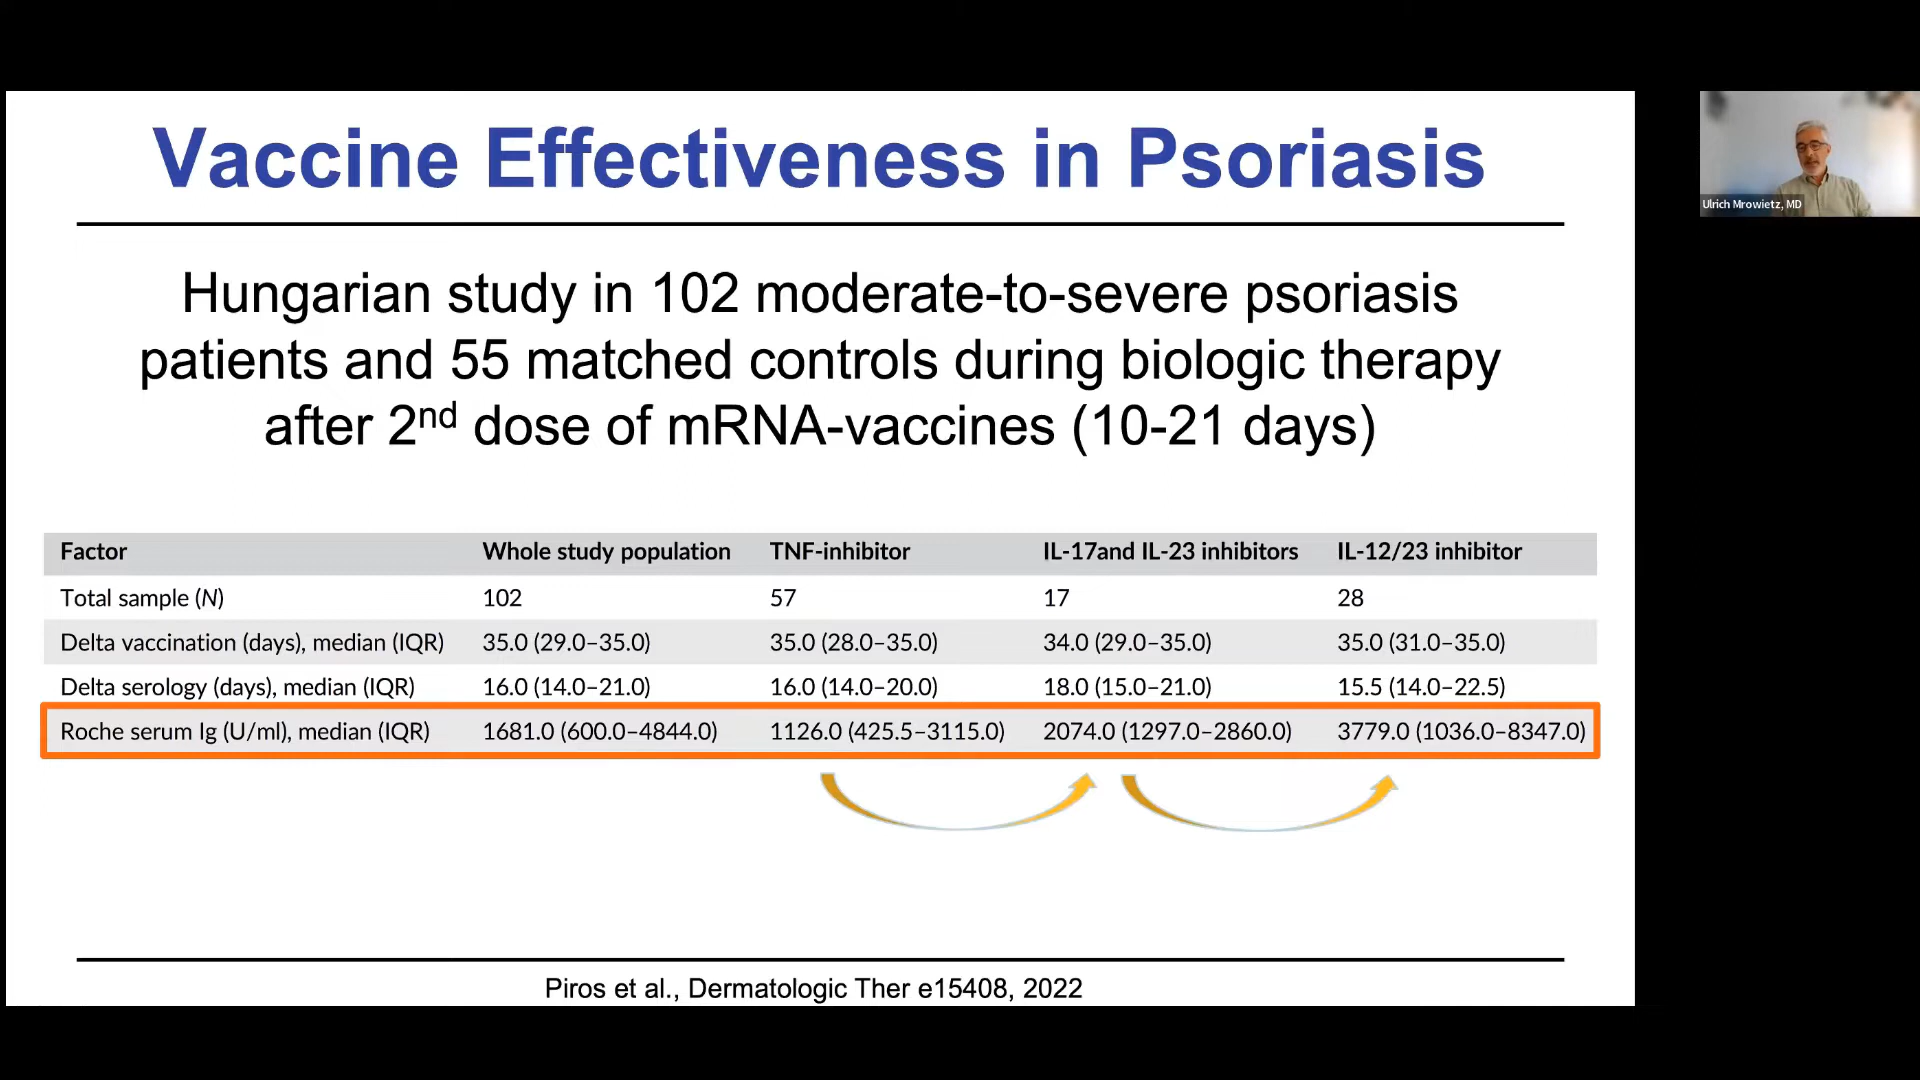 Vaccine Effectiveness in Psoriasis
Hungarian study in 102 moderate-to-severe psoriasis
patients and 55 matched controls during biologic therapy
after 2nd dose of mRNA-vaccines (10-21 days)
Factor Whole study population TNF-inhibitor IL-17and IL-23 inhibitors IL-12/23 inhibitor
Total sample (N) 102 57 17 28
Delta vaccination (days), median (IQR) 35.0 (29.0–35.0) 35.0 (28.0–35.0) 34.0 (29.0–35.0) 35.0 (31.0–35.0)
Delta serology (days), median (IQR) 16.0 (14.0–21.0) 16.0 (14.0–20.0) 18.0 (15.0–21.0) 15.5 (14.0–22.5)
Roche serum Ig (U/ml), median (IQR) 1681.0 (600.0–4844.0) 1126.0 (425.5–3115.0) 2074.0 (1297.0–2860.0) 3779.0 (1036.0–8347.0)
Piros et al., Dermatologic Ther e15408, 2022
Ulrich Mrowietz, MD